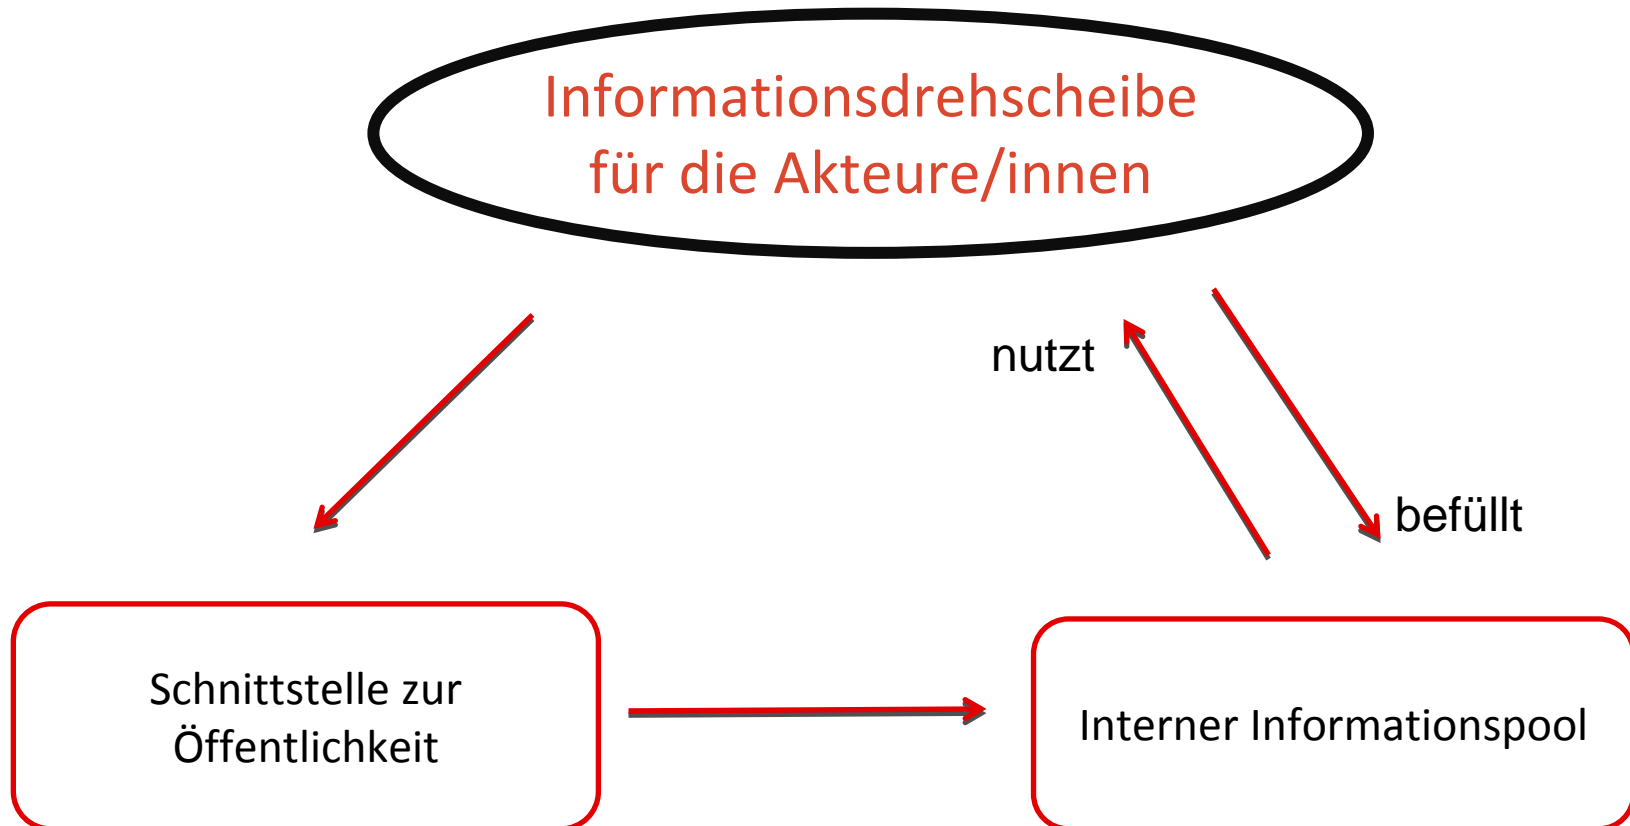 Informationsdrehscheibe
für die Akteure/innen
nutzt
befüllt
Schnittstelle zur
Öffentlichkeit
Interner Informationspool